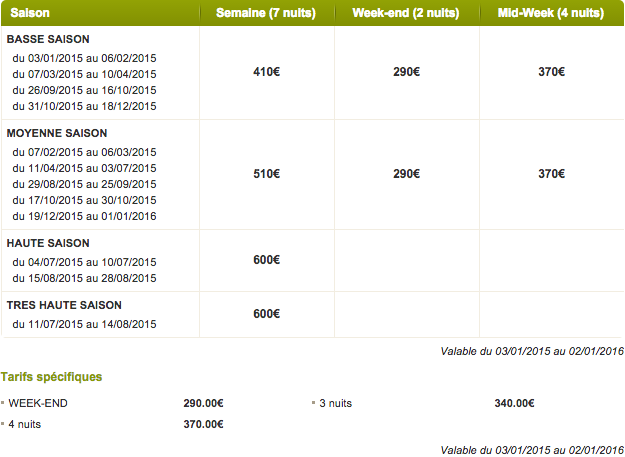 Saison Semaine (7 nuits) Week-end (2 nuits) Mid-Week (4 nuits)
BASSE SAISON
du 03/01/2015 au 06/02/2015
du 07/03/2015 au 10/04/2015
du 26/09/2015 au 16/10/2015
du 31/10/2015 au 18/12/2015
410€ 290€ 370€
MOYENNE SAISON
du 07/02/2015 au 06/03/2015
du 11/04/2015 au 03/07/2015
du 29/08/2015 au 25/09/2015
du 17/10/2015 au 30/10/2015
du 19/12/2015 au 01/01/2016
510€ 290€ 370€
HAUTE SAISON
du 04/07/2015 au 10/07/2015
du 15/08/2015 au 28/08/2015
600€
TRES HAUTE SAISON
du 11/07/2015 au 14/08/2015
600€
Valable du 03/01/2015 au 02/01/2016
Tarifs spécifiques
WEEK-END 290.00€ 3 nuits 340.00€
4 nuits 370.00€
Valable du 03/01/2015 au 02/01/2016